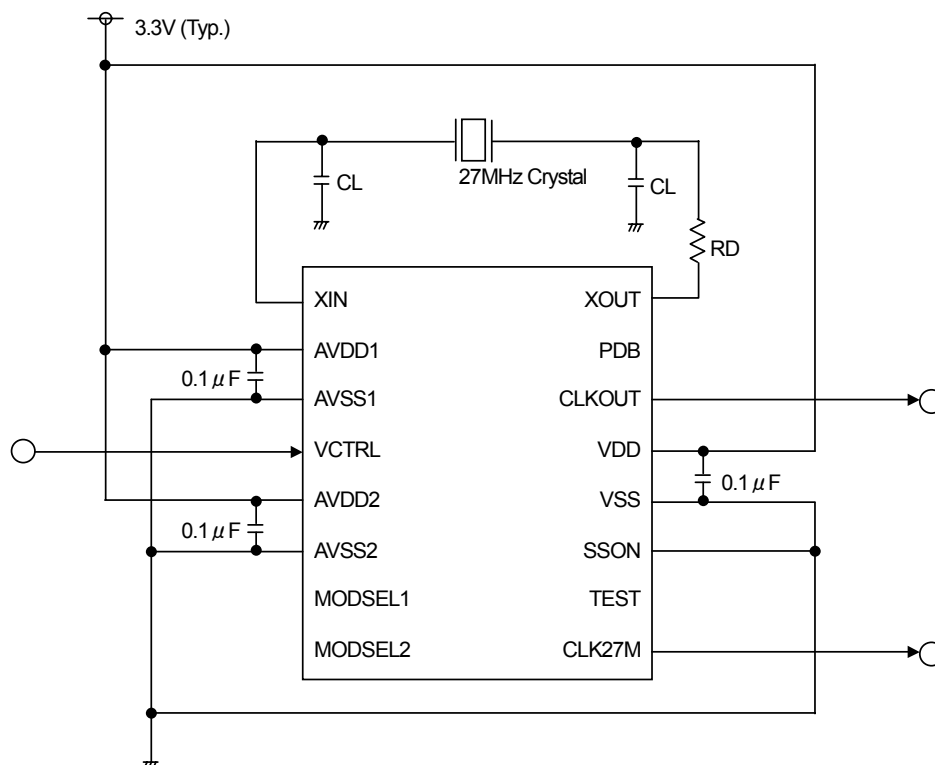 3.3V (Typ.)
27MHz Crystal
CL
CL
RD
XIN
XOUT
AVDD1
PDB
0.1μF
AVSS1
CLKOUT
VCTRL
VDD
0.1μF
AVDD2
VSS
0.1μF
AVSS2
SSON
MODSEL1
TEST
MODSEL2
CLK27M